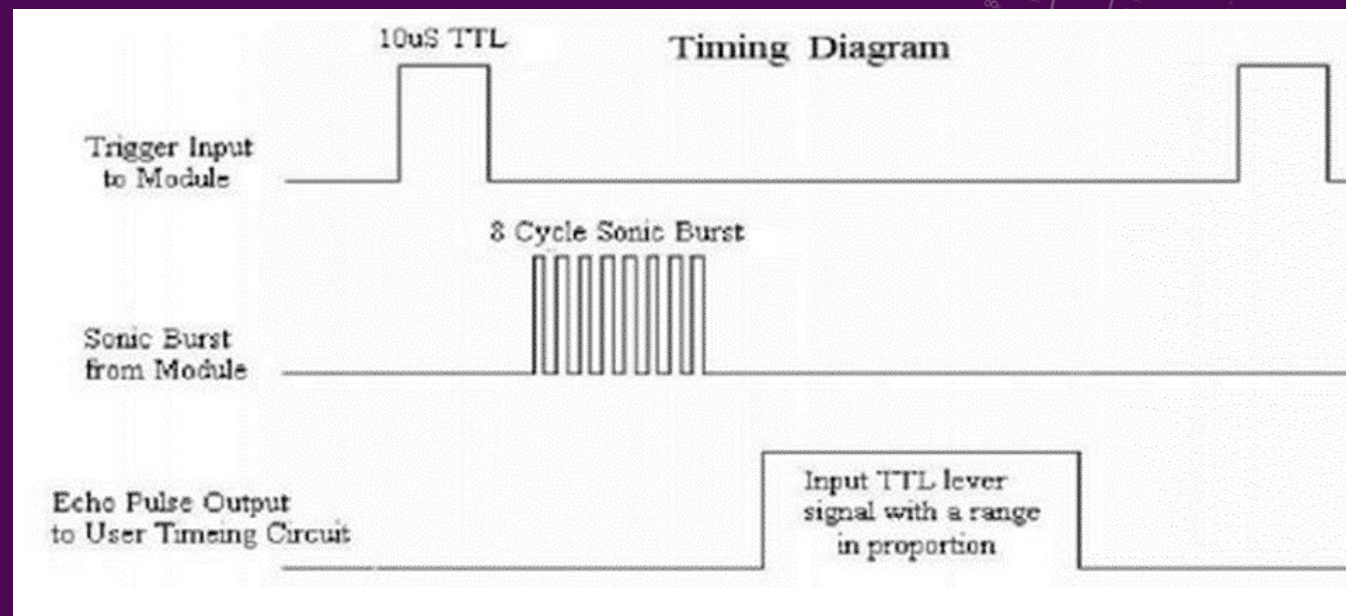 10uS TTL
Timing Diagram
Trigger Input
to Module
8 Cycle Sonic Burst
Sonic Burst
from Module
Echo Pulse Output
to User Timeing Circuit
Input TTL lever
signal with a range
in proportion